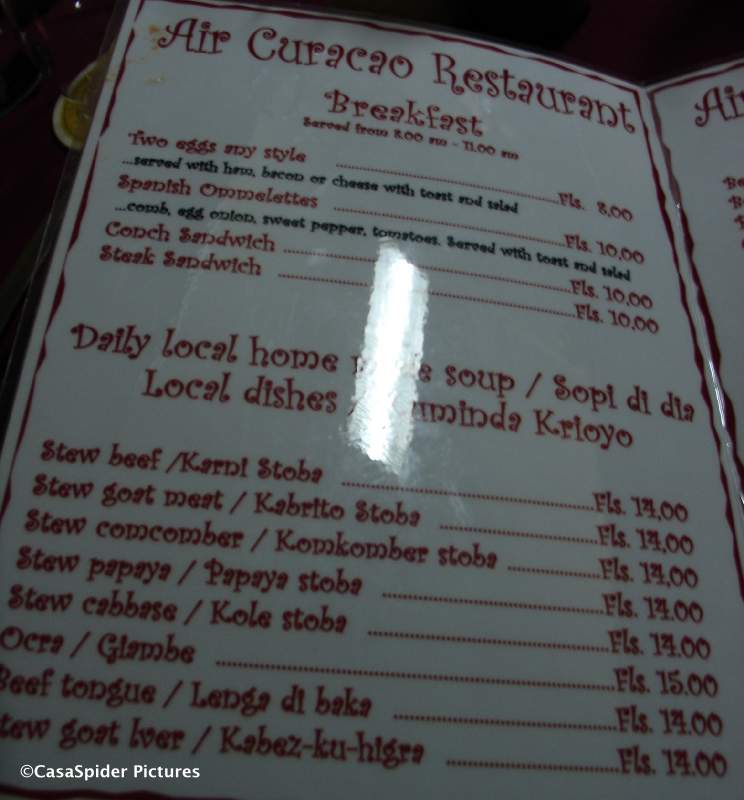 Air Curacao Restaurant
Breakfast
Served from 8.00 am - 11.00 am
Two eggs any style ........ Fls. 8,00
...served with ham, bacon or cheese with toast and salad
Spanish Ommelettes ........ Fls. 10,00
...comb, egg onion, sweet pepper, tomatoes. Served with toast and salad
Conch Sandwich ........ Fls. 10,00
Steak Sandwich ........ Fls. 10,00
Daily local home soup / Sopi di dia
Local dishes / Krioyo
Stew beef /Karni Stoba ........ Fls. 14,00
Stew goat meat / Kabrito Stoba ........ Fls. 14,00
Stew comcomber / Komkomber stoba ........ Fls. 14,00
Stew papaya / Papaya stoba ........ Fls. 14.00
Stew cabbase / Kole stoba ........ Fls. 14.00
Ocra / Giambe ........ Fls. 15.00
Beef tongue / Lenga di baka ........ Fls. 14.00
tew goat lver / Kabez-ku-higra ........ Fls. 14.00
Air
©CasaSpider Pictures